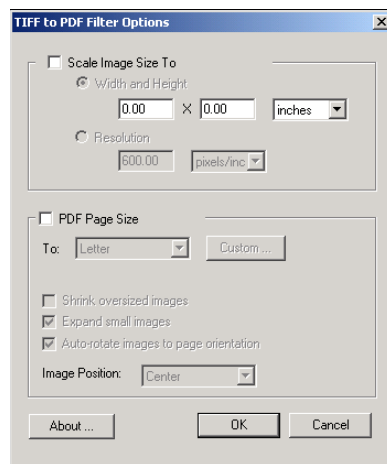 TIFF to PDF Filter Options
Scale Image Size To
Width and Height
0.00 X 0.00 inches
Resolution
600.00 pixels/inc
PDF Page Size
To: Letter Custom ...
Shrink oversized images
Expand small images
Auto-rotate images to page orientation
Image Position: Center
About ... OK Cancel